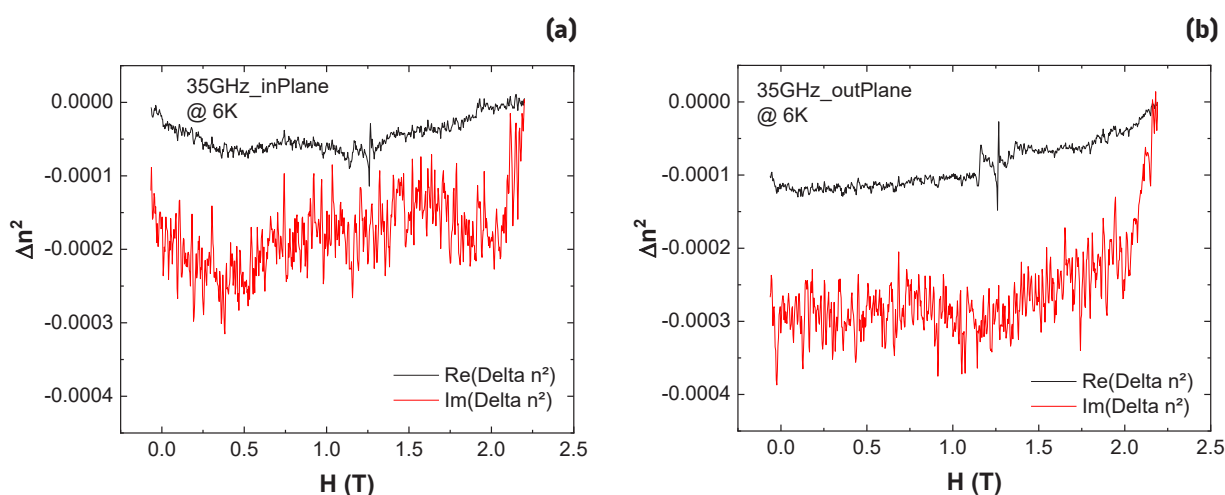 (a)
35GHz_inPlane
@ 6K
0.0000
-0.0001
-0.0002
-0.0003
-0.0004
Δn²
Re(Delta n²)
Im(Delta n²)
0.0 0.5 1.0 1.5 2.0 2.5
H (T)
(b)
35GHz_outPlane
@ 6K
0.0000
-0.0001
-0.0002
-0.0003
-0.0004
Δn²
Re(Delta n²)
Im(Delta n²)
0.0 0.5 1.0 1.5 2.0 2.5
H (T)